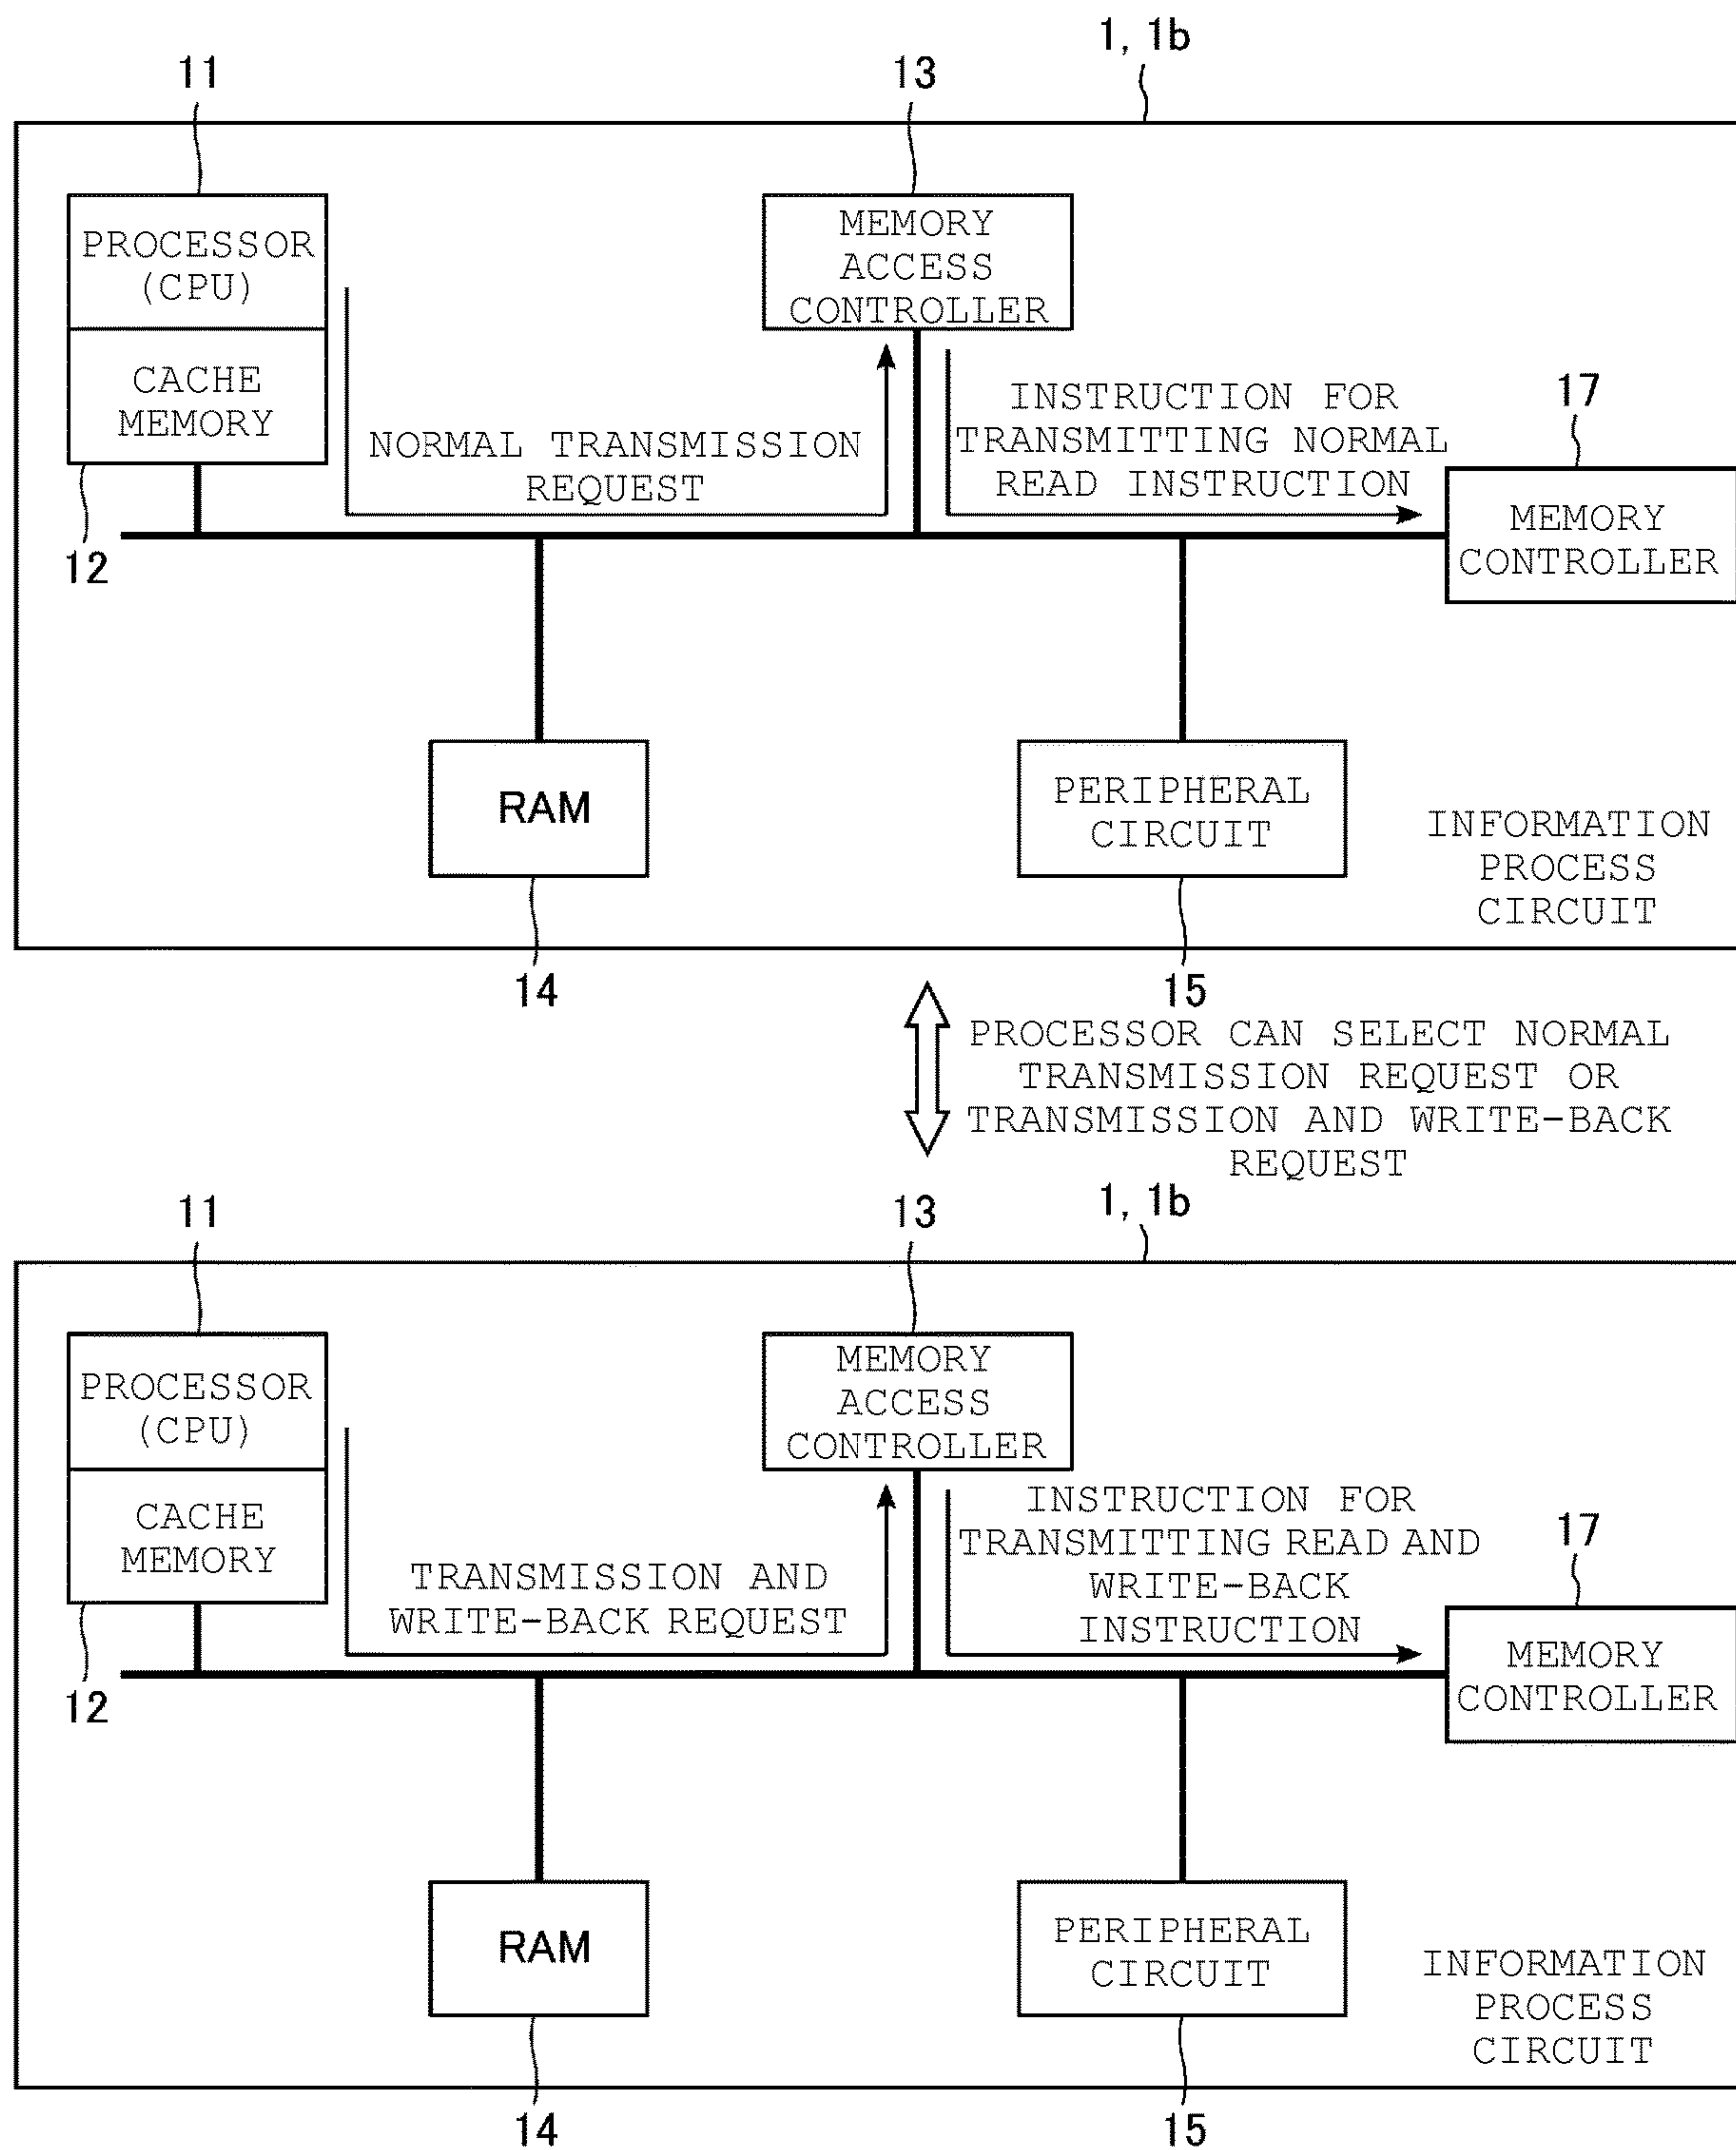 1, 1b
11
13
PROCESSOR
(CPU)
CACHE
MEMORY
12
MEMORY
ACCESS
CONTROLLER
NORMAL TRANSMISSION
REQUEST
INSTRUCTION FOR
TRANSMITTING NORMAL
READ INSTRUCTION
17
MEMORY
CONTROLLER
RAM
14
PERIPHERAL
CIRCUIT
15
INFORMATION
PROCESS
CIRCUIT
PROCESSOR CAN SELECT NORMAL
TRANSMISSION REQUEST OR
TRANSMISSION AND WRITE-BACK
REQUEST
1, 1b
11
13
PROCESSOR
(CPU)
CACHE
MEMORY
12
MEMORY
ACCESS
CONTROLLER
TRANSMISSION AND
WRITE-BACK REQUEST
INSTRUCTION FOR
TRANSMITTING READ AND
WRITE-BACK
INSTRUCTION
17
MEMORY
CONTROLLER
RAM
14
PERIPHERAL
CIRCUIT
15
INFORMATION
PROCESS
CIRCUIT